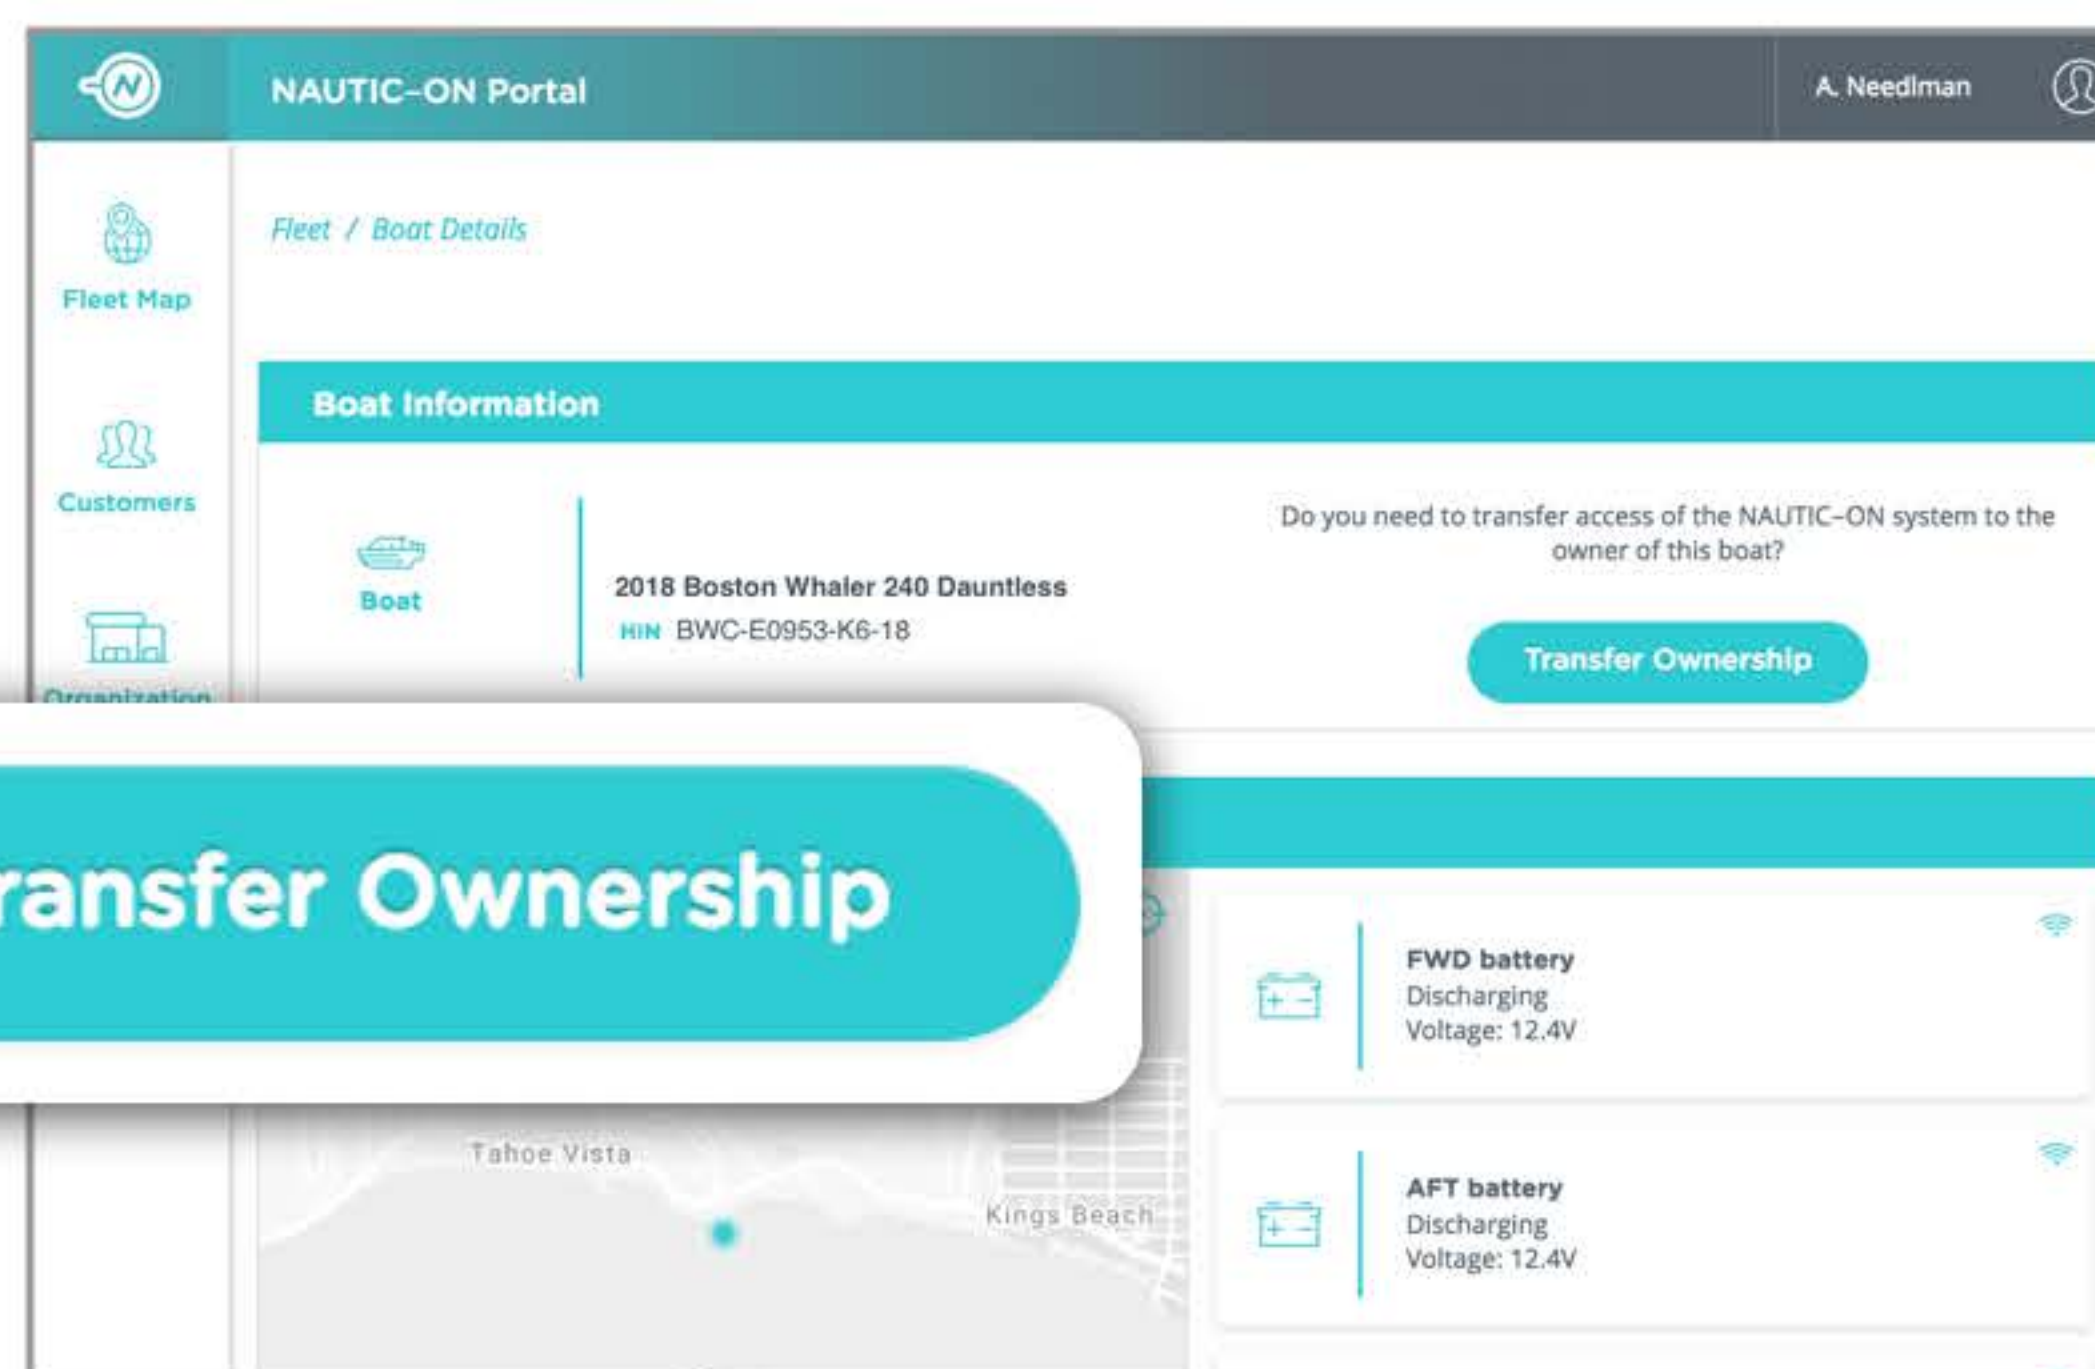 NAUTIC-ON Portal
A. Needlman
Fleet / Boat Details
Fleet Map
Customers
Organization
Boat Information
Boat
2018 Boston Whaler 240 Dauntless
HIN BWC-E0953-K6-18
Do you need to transfer access of the NAUTIC-ON system to the
owner of this boat?
Transfer Ownership
ransfer Ownership
FWD battery
Discharging
Voltage: 12.4V
AFT battery
Discharging
Voltage: 12.4V
Tahoe Vista
Kings Beach